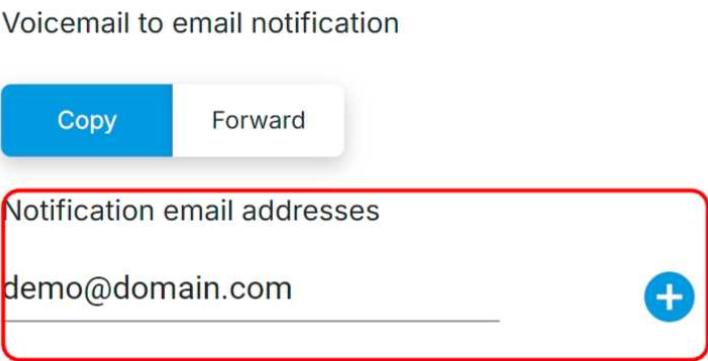 Voicemail to email notification
Copy Forward
Notification email addresses
demo@domain.com